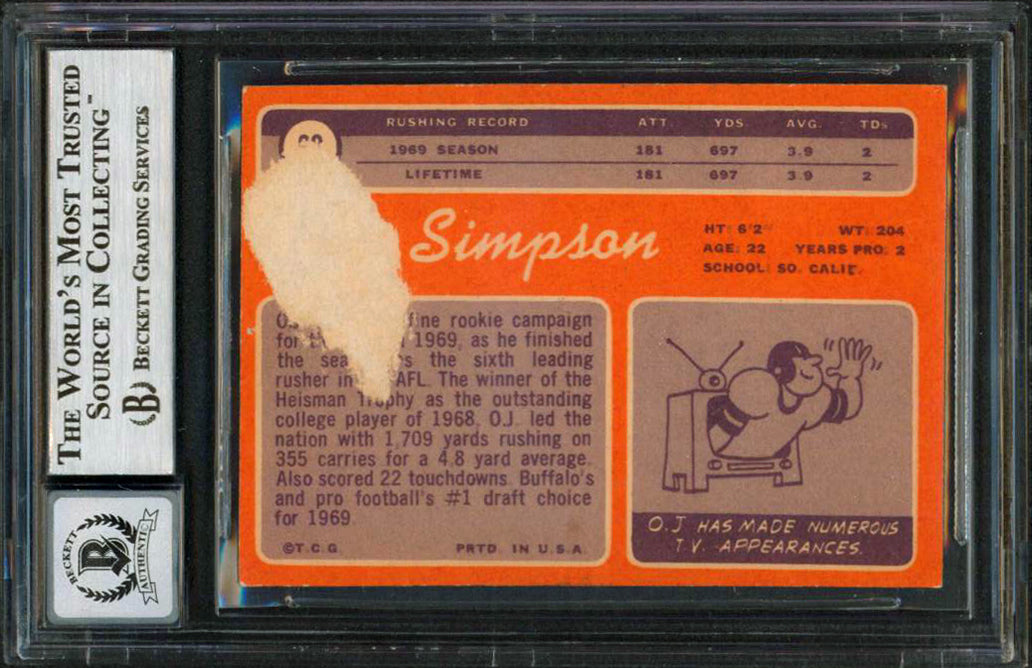 THE WORLD'S MOST TRUSTED
SOURCE IN COLLECTING™
BECKETT GRADING SERVICES
B
BECKETT
B
AUTHENTIC
RUSHING RECORD ATT. YDS. AVG. TDs
1969 SEASON 181 697 3.9 2
LIFETIME 181 697 3.9 2
Simpson
HT: 6'2" WT: 204
AGE: 22 YEARS PRO: 2
SCHOOL: SO. CALIF.
fine rookie campaign
for 1969, as he finished
the the sixth leading
rusher in AFL. The winner of the
Heisman Trophy as the outstanding
college player of 1968, O.J. led the
nation with 1,709 yards rushing on
355 carries for a 4.8 yard average.
Also scored 22 touchdowns. Buffalo's
and pro football's #1 draft choice
for 1969.
©T.C.G. PRTD. IN U.S.A.
O.J. HAS MADE NUMEROUS
T.V. APPEARANCES.